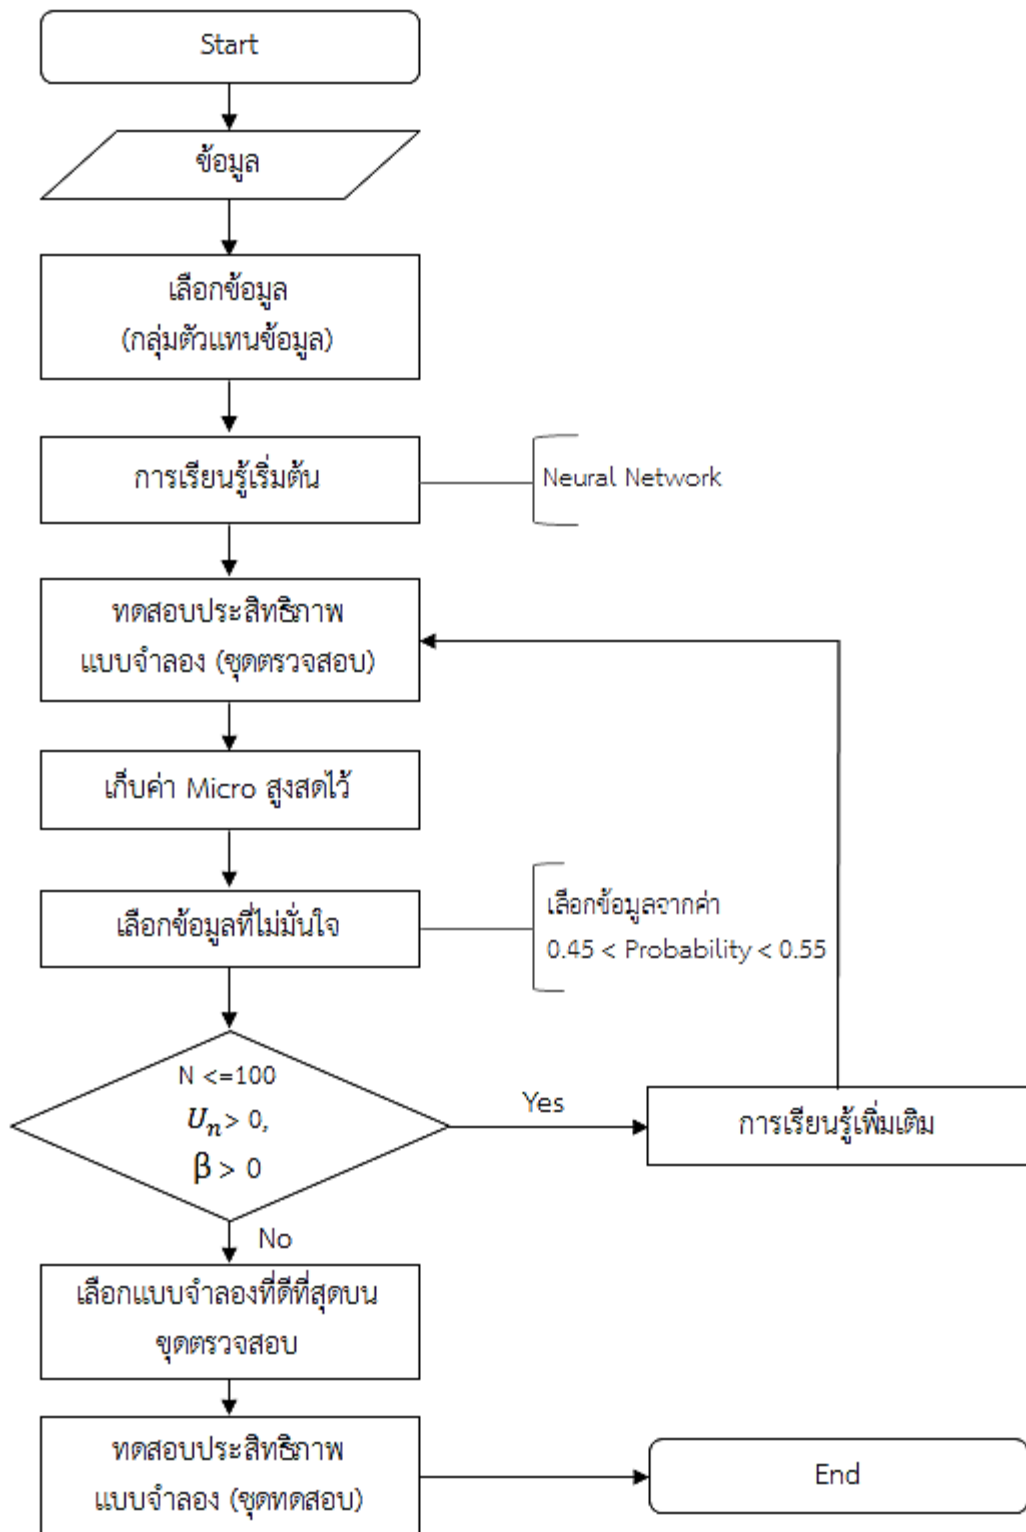 Start
ข้อมูล
เลือกข้อมูล
(กลุ่มตัวแทนข้อมูล)
การเรียนรู้เริ่มต้น
Neural Network
ทดสอบประสิทธิภาพ
แบบจำลอง (ชุดตรวจสอบ)
เก็บค่า Micro สูงสดไว้
เลือกข้อมูลที่ไม่มั่นใจ
เลือกข้อมูลจากค่า
0.45 < Probability < 0.55
N <=100
Uₙ> 0,
β > 0
Yes
การเรียนรู้เพิ่มเติม
No
เลือกแบบจำลองที่ดีที่สุดบน
ขุดตรวจสอบ
ทดสอบประสิทธิภาพ
แบบจำลอง (ชุดทดสอบ)
End